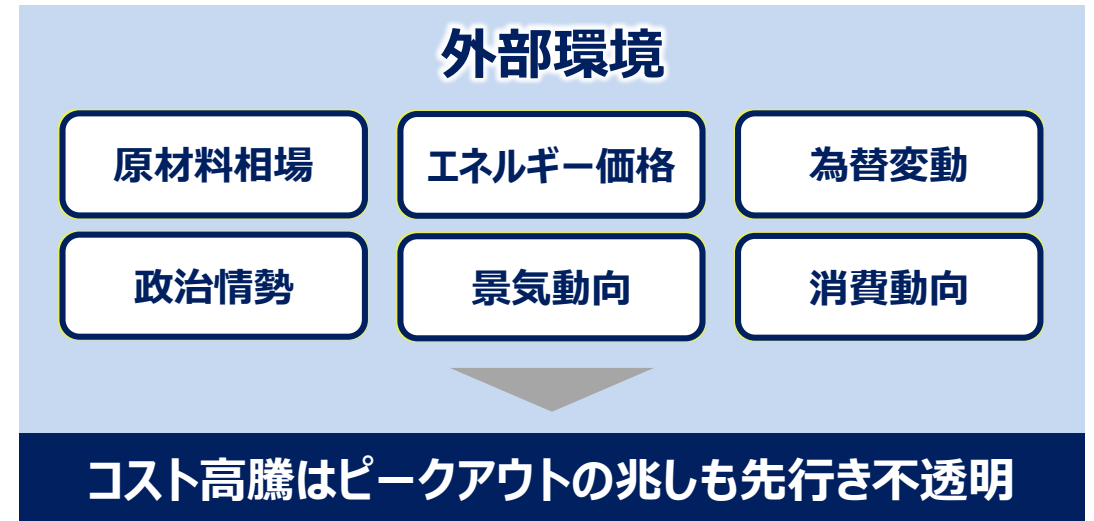 外部環境
原材料相場
エネルギー価格
為替変動
政治情勢
景気動向
消費動向
コスト高騰はピークアウトの兆しも先行き不透明